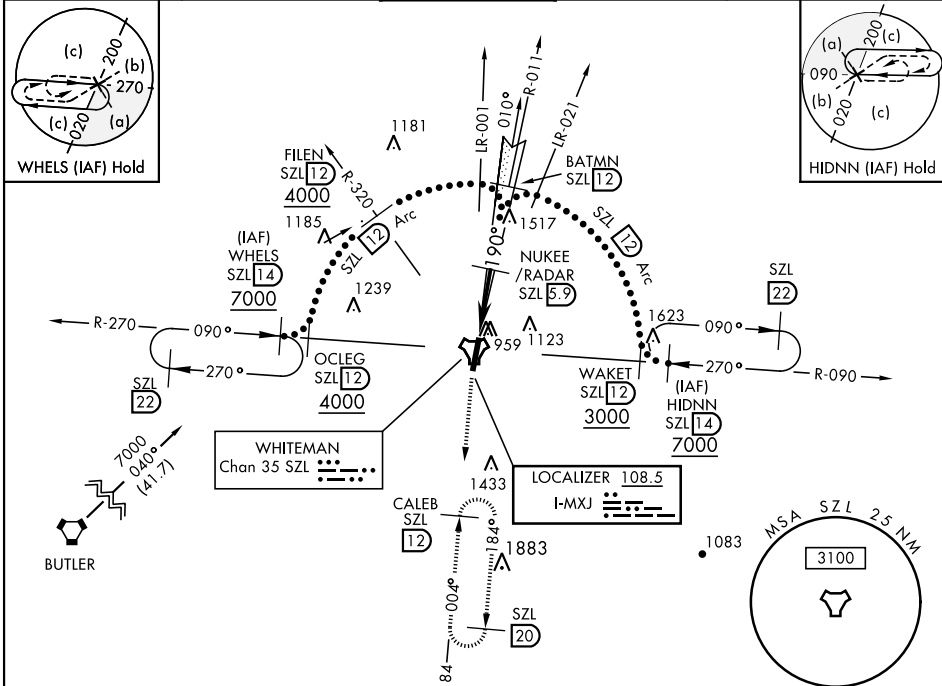 (c)
200
(b)
270
(c)
020
(a)
WHELS (IAF) Hold
(a)
200
(c)
090
(b)
020
(c)
HIDNN (IAF) Hold
1181
LR-001
010°
R-011
LR-021
FILEN
SZL 12
4000
R-320
BATMN
SZL 12
1185
SZL 12 Arc
1517
SZL 12 Arc
190°
NUKEE
/RADAR
SZL 5.9
(IAF)
WHELS
SZL 14
7000
1239
SZL
22
R-270
090°
270°
SZL
22
OCLEG
SZL 12
4000
959
1123
1623
090°
270°
R-090
WAKET
SZL 12
3000
(IAF)
HIDNN
SZL 14
7000
WHITEMAN
Chan 35 SZL
LOCALIZER 108.5
I-MXJ
7000
040°
(41.7)
BUTLER
1433
CALEB
SZL
12
184°
004°
1883
1083
SZL
20
84
MSA SZL 25 NM
3100